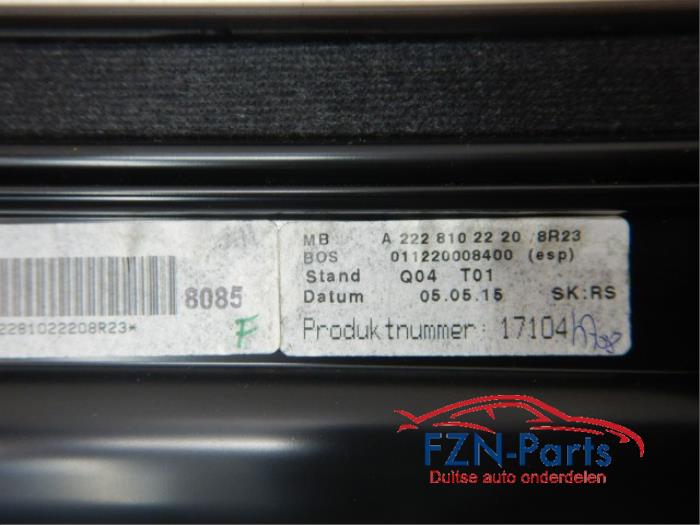 8085
2281022208R23*
F
MB A 222 810 22 20 8R23
BOS 011220008400 (esp)
Stand Q04 T01
Datum 05.05.15 SK:RS
Produktnummer: 17104
FZN-Parts
Duitse auto onderdelen